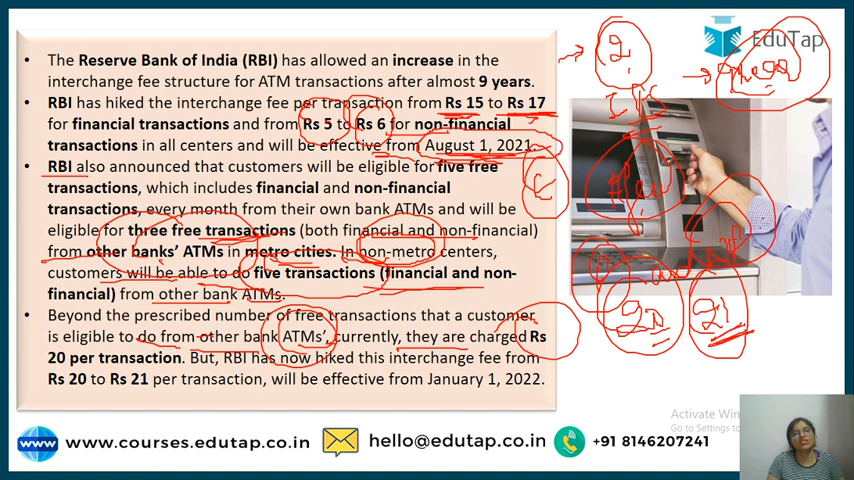 • The Reserve Bank of India (RBI) has allowed an increase in the
interchange fee structure for ATM transactions after almost 9 years.
• RBI has hiked the interchange fee per transaction from Rs 15 to Rs 17
for financial transactions and from Rs 5 to Rs 6 for non-financial
transactions in all centers and will be effective from August 1, 2021.
• RBI also announced that customers will be eligible for five free
transactions, which includes financial and non-financial
transactions, every month from their own bank ATMs and will be
eligible for three free transactions (both financial and non-financial)
from other banks' ATMs in metro cities. In non-metro centers,
customers will be able to do five transactions (financial and non-
financial) from other bank ATMs.
• Beyond the prescribed number of free transactions that a customer
is eligible to do from other bank ATMs', currently, they are charged Rs
20 per transaction. But, RBI has now hiked this interchange fee from
Rs 20 to Rs 21 per transaction, will be effective from January 1, 2022.
EduTap
21
Activate Win
Go to Settings to
www
www.courses.edutap.co.in
hello@edutap.co.in
+91 8146207241